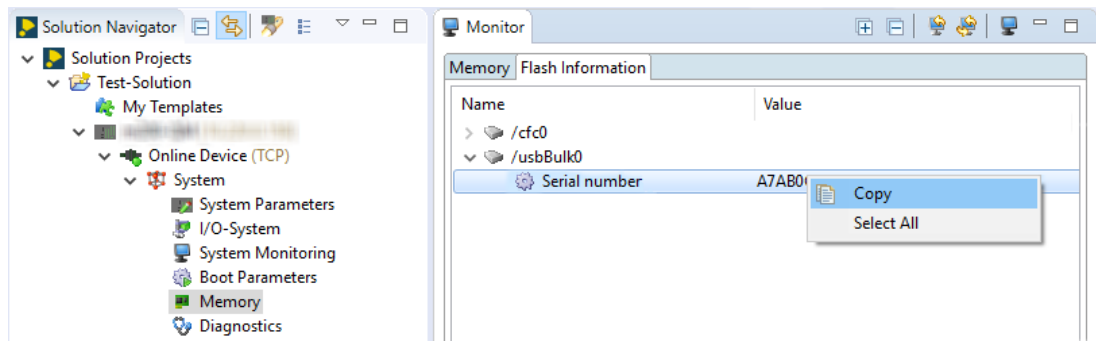 Solution Navigator
Solution Projects
Test-Solution
My Templates
Online Device (TCP)
System
System Parameters
I/O-System
System Monitoring
Boot Parameters
Memory
Diagnostics
Monitor
Memory Flash Information
Name Value
/cfc0
/usbBulk0
Serial number
Copy
Select All